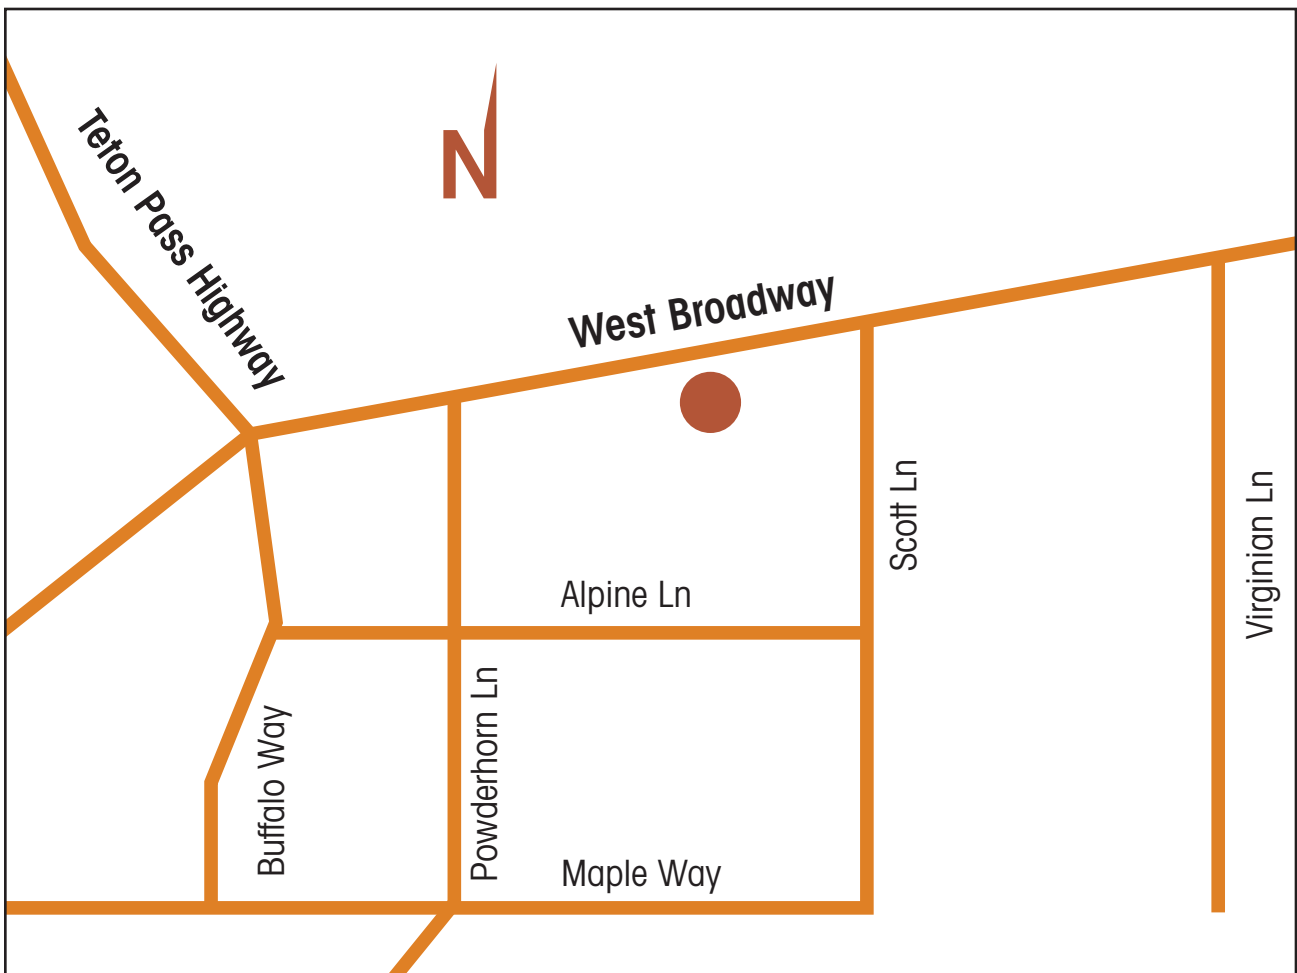 N
Teton Pass Highway
West Broadway
Scott Ln
Virginian Ln
Alpine Ln
Powderhorn Ln
Buffalo Way
Maple Way